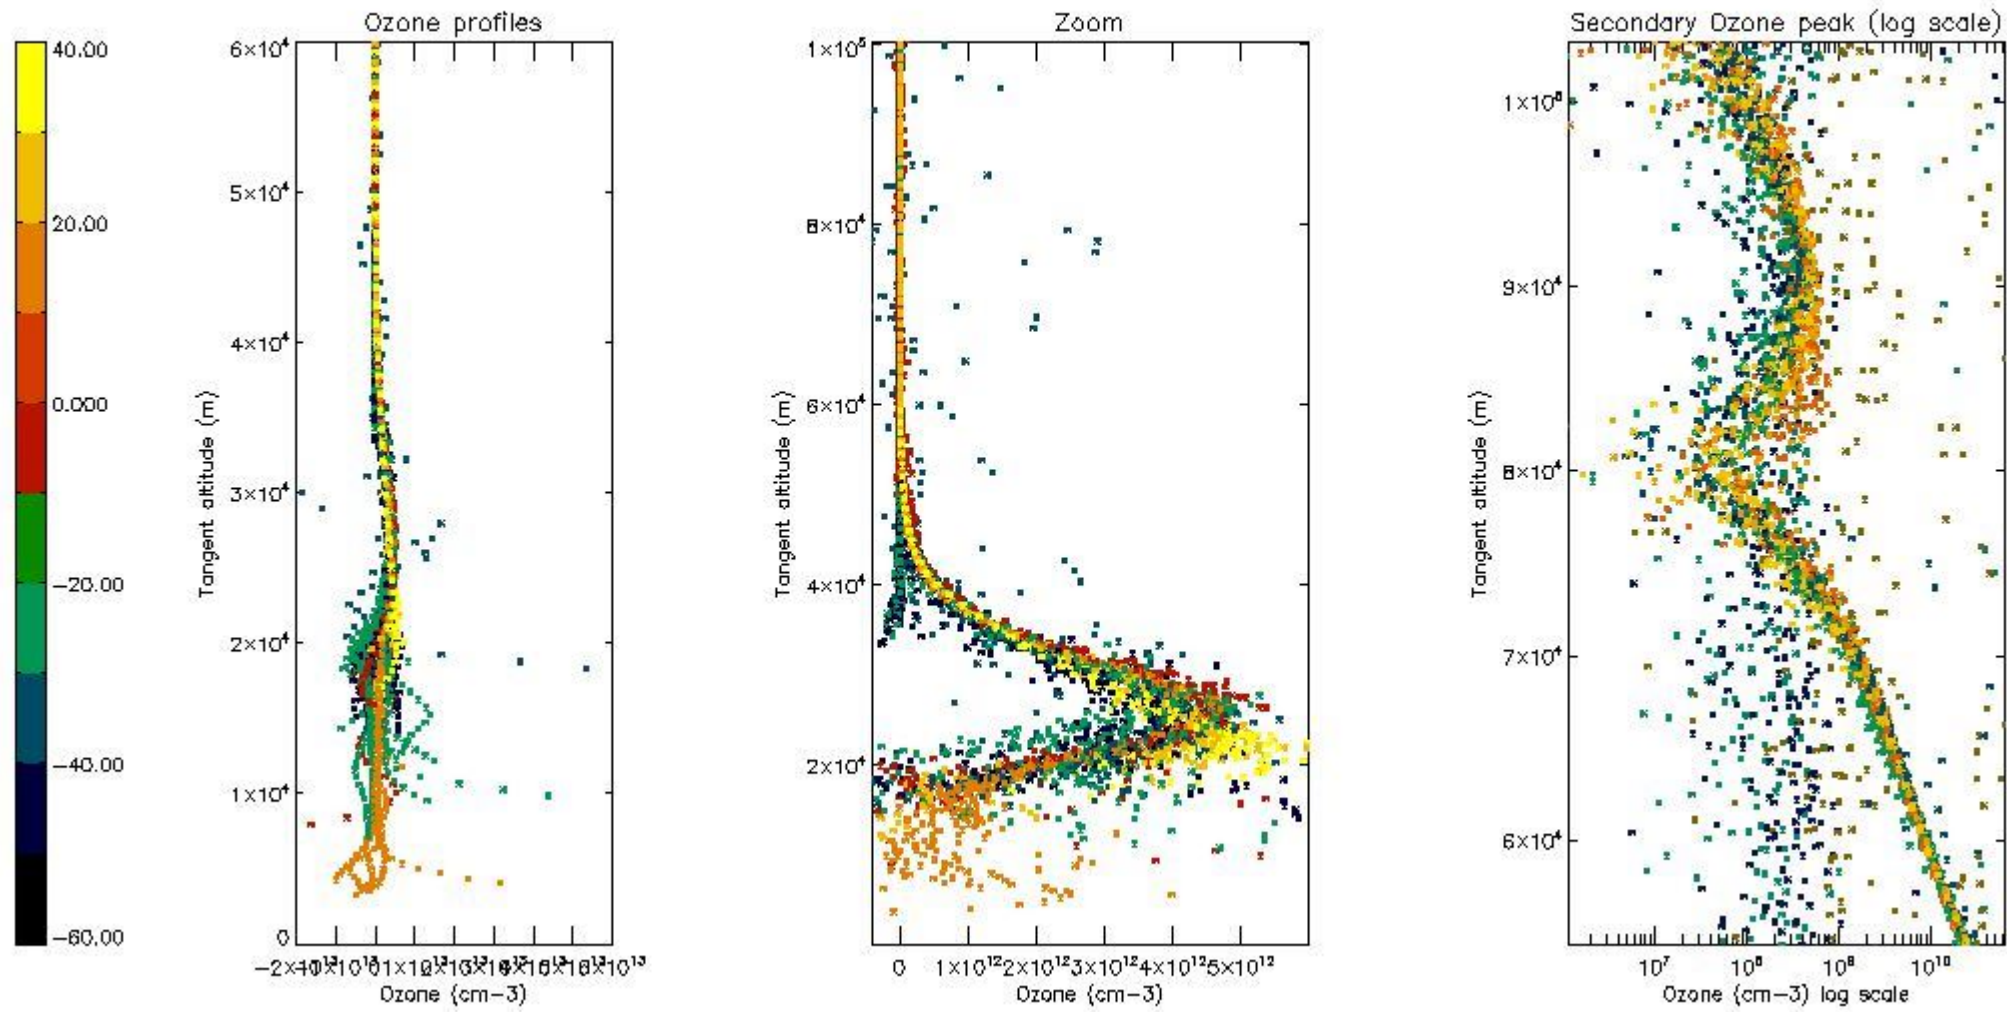 Ozone profiles
Zoom
Secondary Ozone peak (log scale)
40.00
20.00
0.000
−20.00
−40.00
−60.00
6×10⁴
5×10⁴
4×10⁴
3×10⁴
2×10⁴
1×10⁴
0
Tangent altitude (m)
Ozone (cm−3)
1×10⁵
8×10⁴
6×10⁴
4×10⁴
2×10⁴
Tangent altitude (m)
0 1×10¹² 2×10¹² 3×10¹² 4×10¹² 5×10¹²
Ozone (cm−3)
1×10⁵
9×10⁴
8×10⁴
7×10⁴
6×10⁴
Tangent altitude (m)
10⁷ 10⁸ 10⁹ 10¹⁰
Ozone (cm−3) log scale